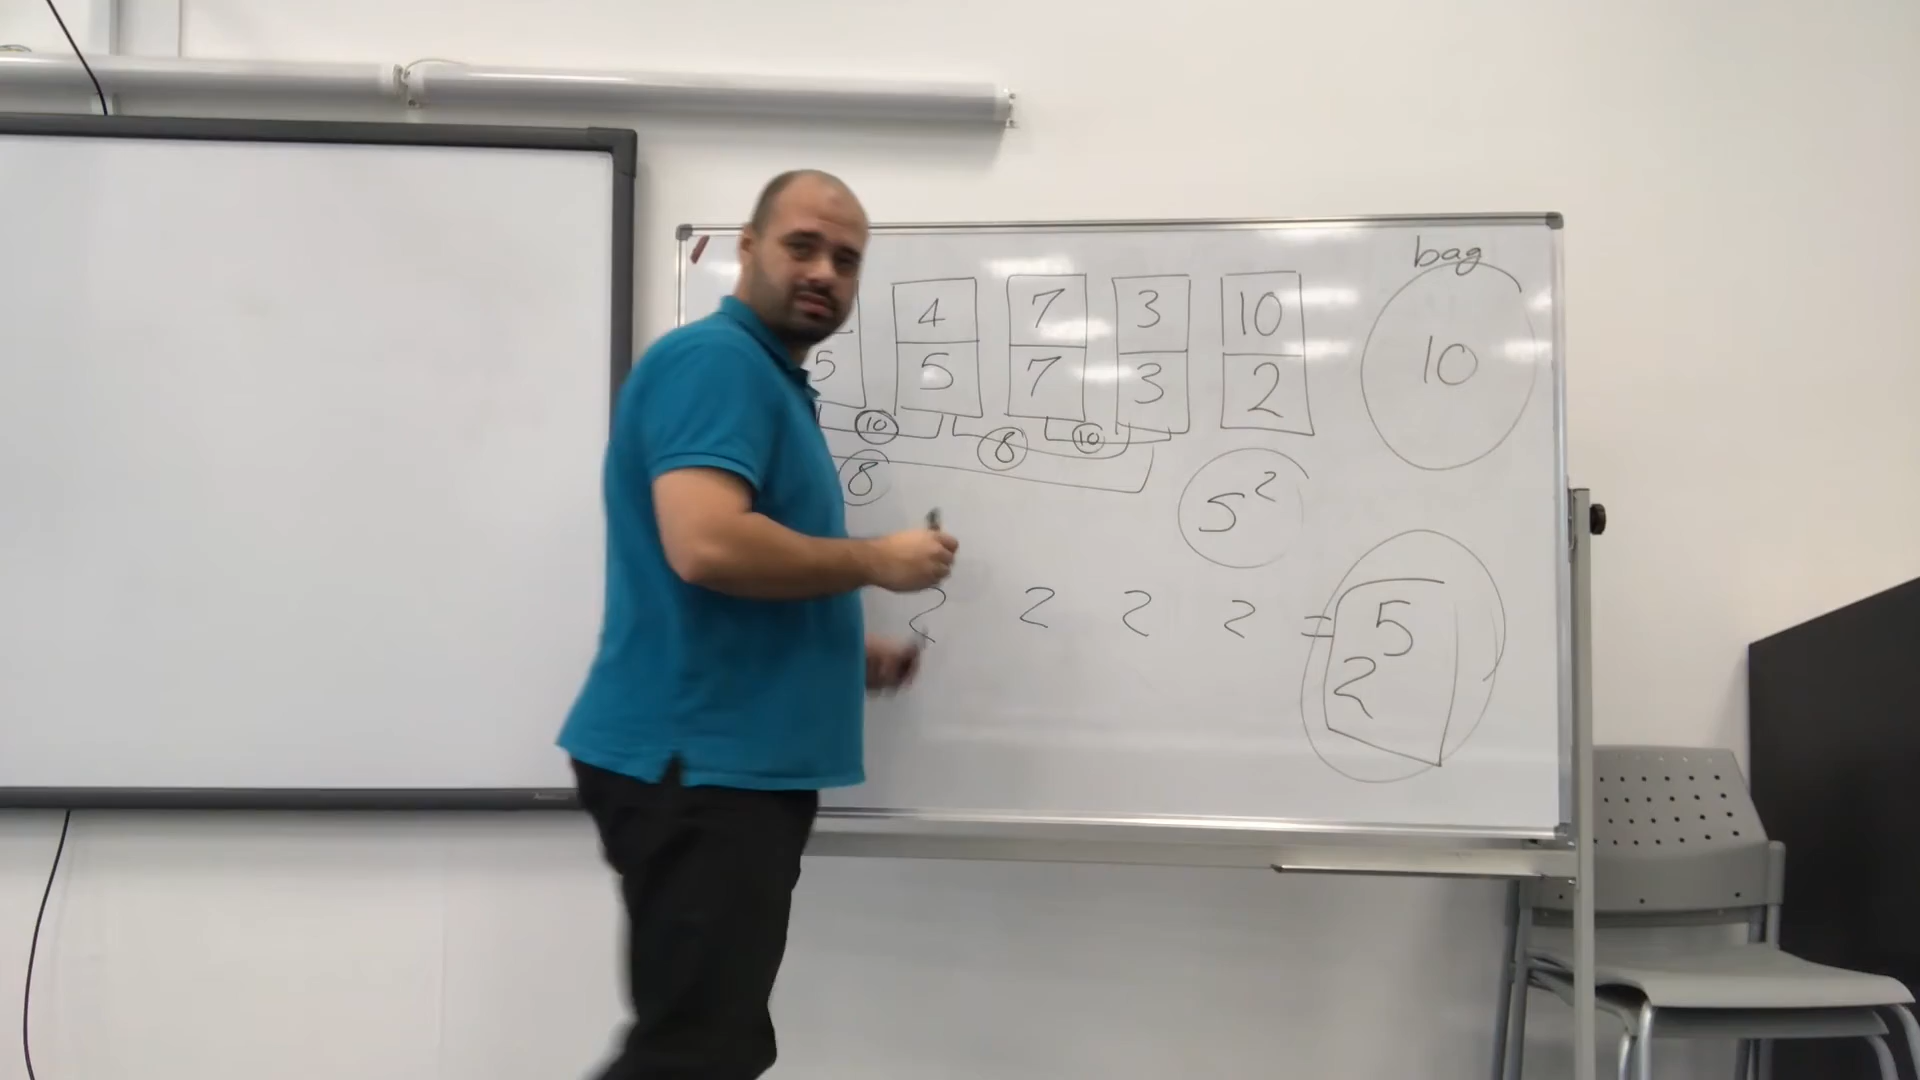 bag
4 7 3 10
5 5 7 3 2
10
10 8 10
8
5²
2 2 2 2 = 2⁵